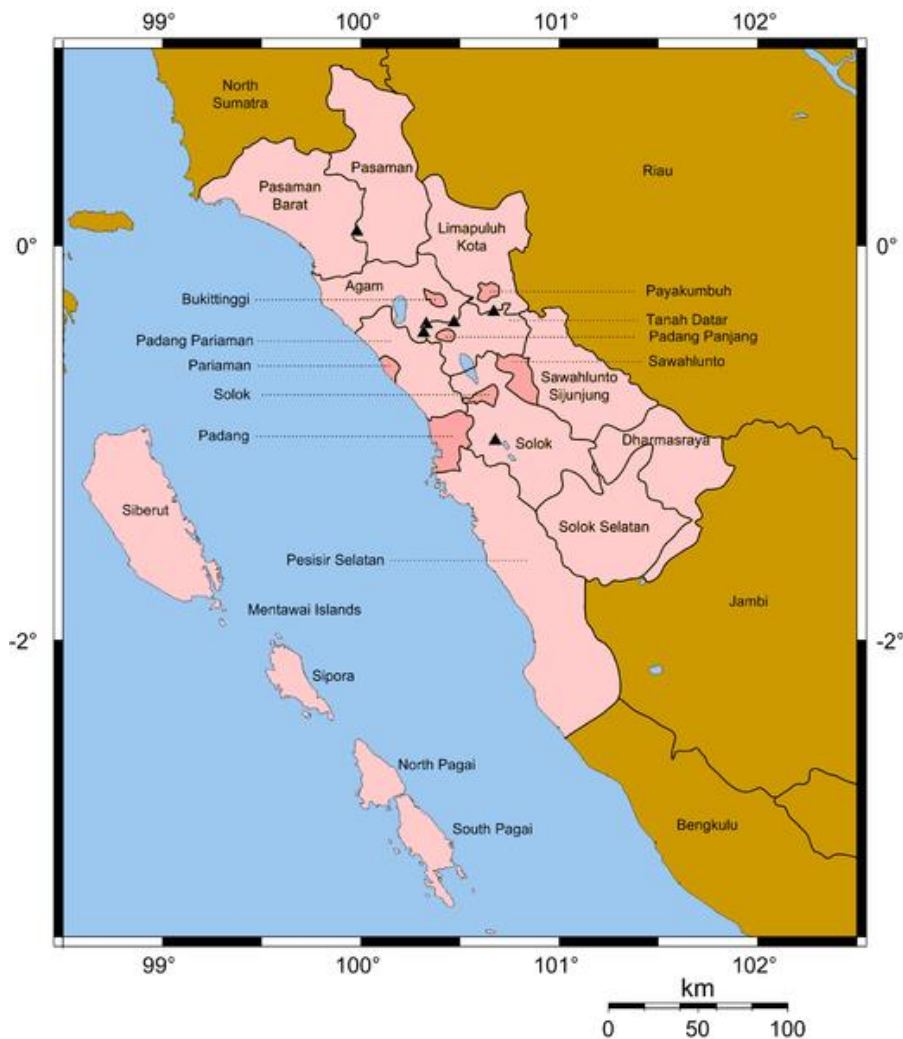 99°
100°
101°
102°
North
Sumatra
Riau
Pasaman
Pasaman
Barat
Limapuluh
Kota
0°
0°
Agam
Bukittinggi
Payakumbuh
Tanah Datar
Padang Pariaman
Padang Panjang
Pariaman
Sawahlunto
Solok
Sawahlunto
Sijunjung
Padang
Solok
Dharmasraya
Siberut
Solok Selatan
Pesisir Selatan
Jambi
Mentawai Islands
-2°
-2°
Sipora
North Pagai
South Pagai
Bengkulu
99°
100°
101°
102°
km
0
50
100